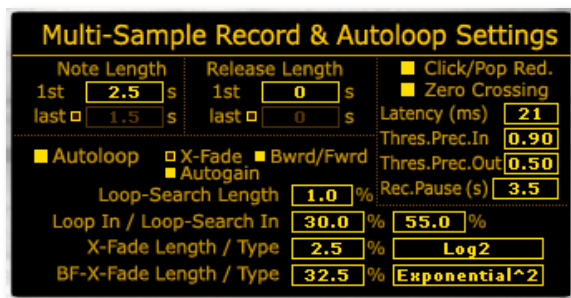 Multi-Sample Record & Autoloop Settings
Note Length
1st 2.5 s
last 1.5 s
Release Length
1st 0 s
last 0 s
Click/Pop Red.
Zero Crossing
Latency (ms) 21
Thres.Prec.In 0.90
Thres.Prec.Out 0.50
Rec.Pause (s) 3.5
Autoloop X-Fade Bwrd/Fwrd
Autogain
Loop-Search Length 1.0 %
Loop In / Loop-Search In 30.0 % 55.0 %
X-Fade Length / Type 2.5 % Log2
BF-X-Fade Length / Type 32.5 % Exponential^2